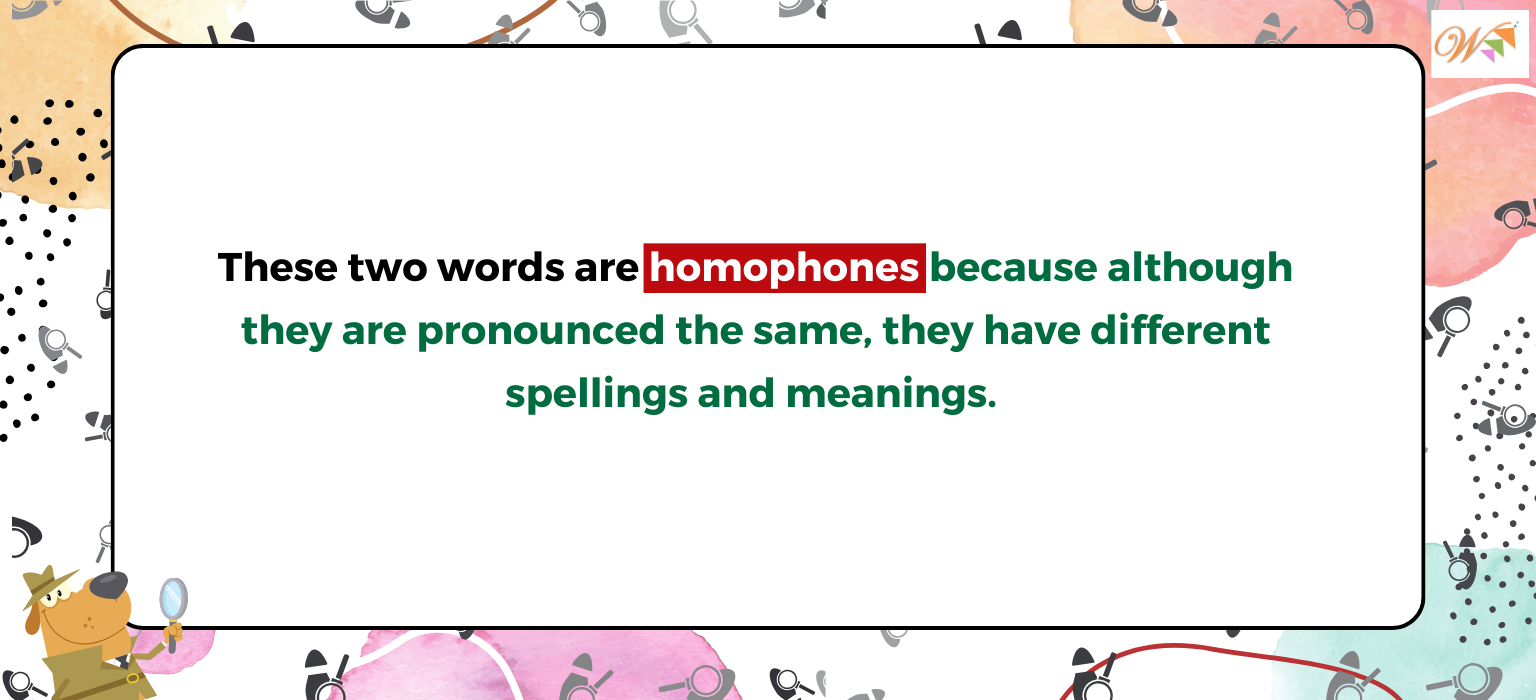 These two words are homophones because although
they are pronounced the same, they have different
spellings and meanings.
W